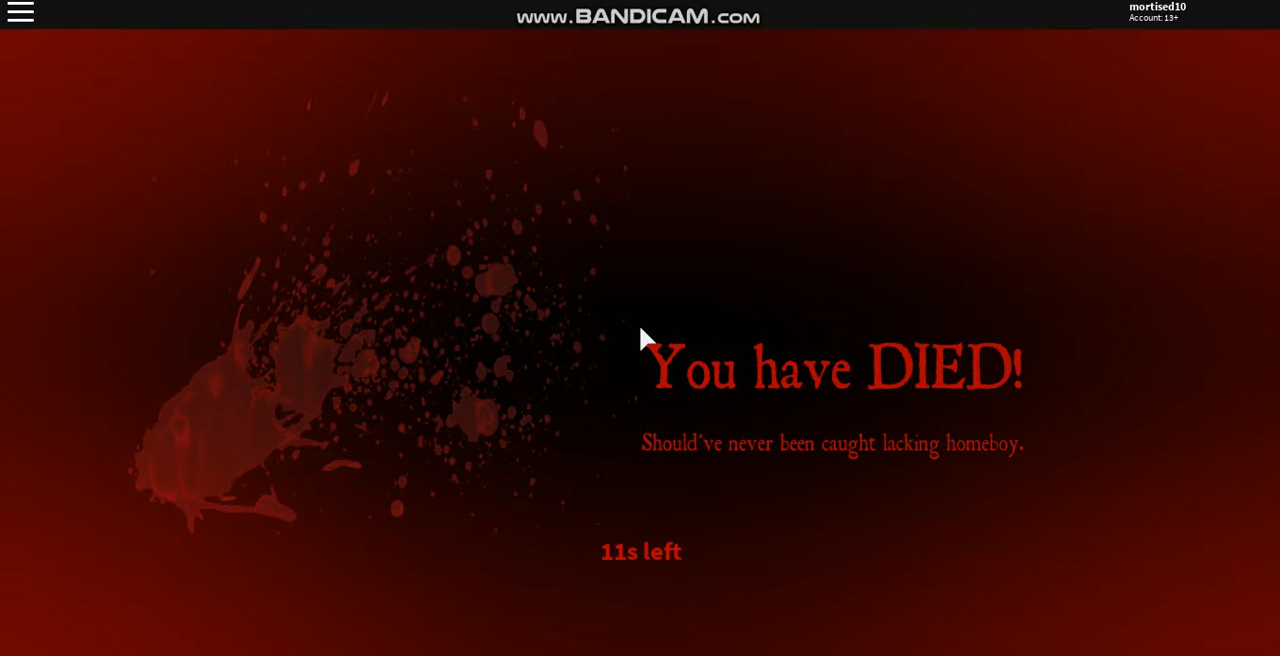 www.BANDICAM.com
mortised10
Account: 13+
You have DIED!
Should've never been caught lacking homeboy.
11s left